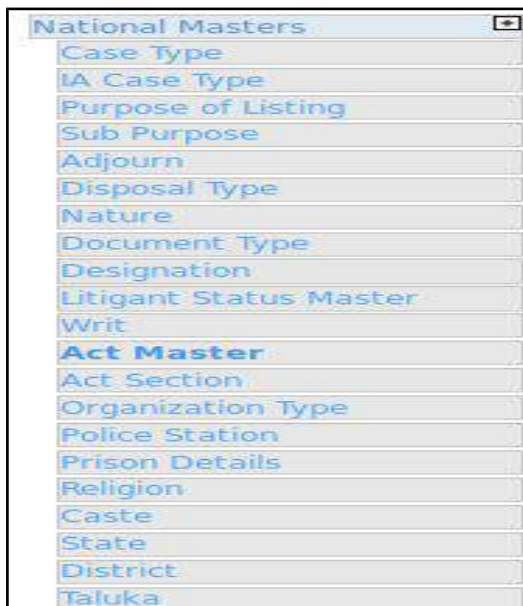 National Masters
Case Type
IA Case Type
Purpose of Listing
Sub Purpose
Adjourn
Disposal Type
Nature
Document Type
Designation
Litigant Status Master
Writ
Act Master
Act Section
Organization Type
Police Station
Prison Details
Religion
Caste
State
District
Taluka